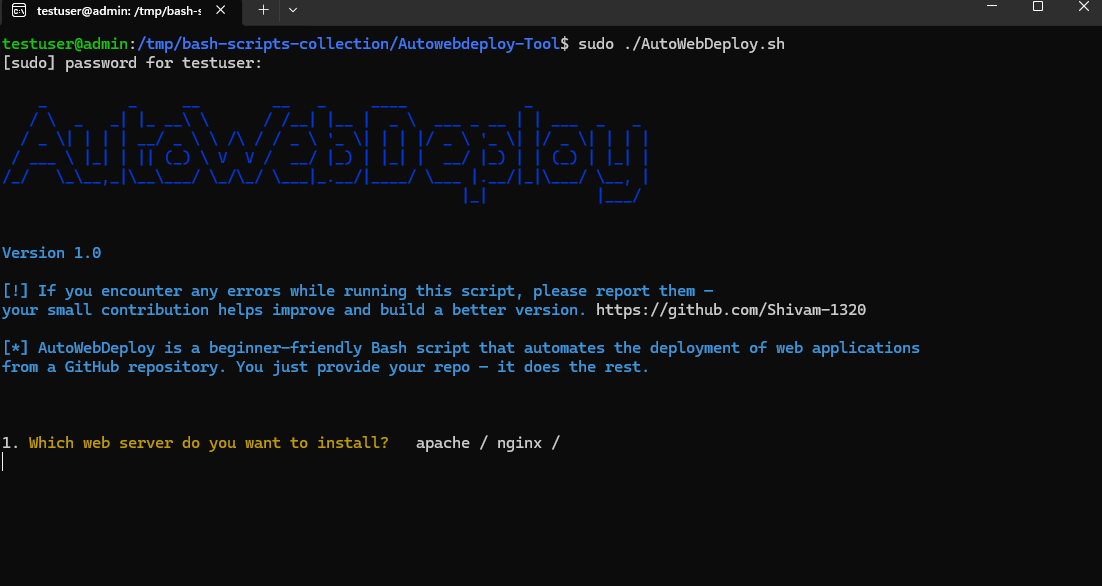 testuser@admin: /tmp/bash-s
testuser@admin:/tmp/bash-scripts-collection/Autowebdeploy-Tool$ sudo ./AutoWebDeploy.sh
[sudo] password for testuser:
AutoWebDeploy
Version 1.0
[!] If you encounter any errors while running this script, please report them —
your small contribution helps improve and build a better version. https://github.com/Shivam-1320
[*] AutoWebDeploy is a beginner-friendly Bash script that automates the deployment of web applications
from a GitHub repository. You just provide your repo — it does the rest.
1. Which web server do you want to install?   apache / nginx /